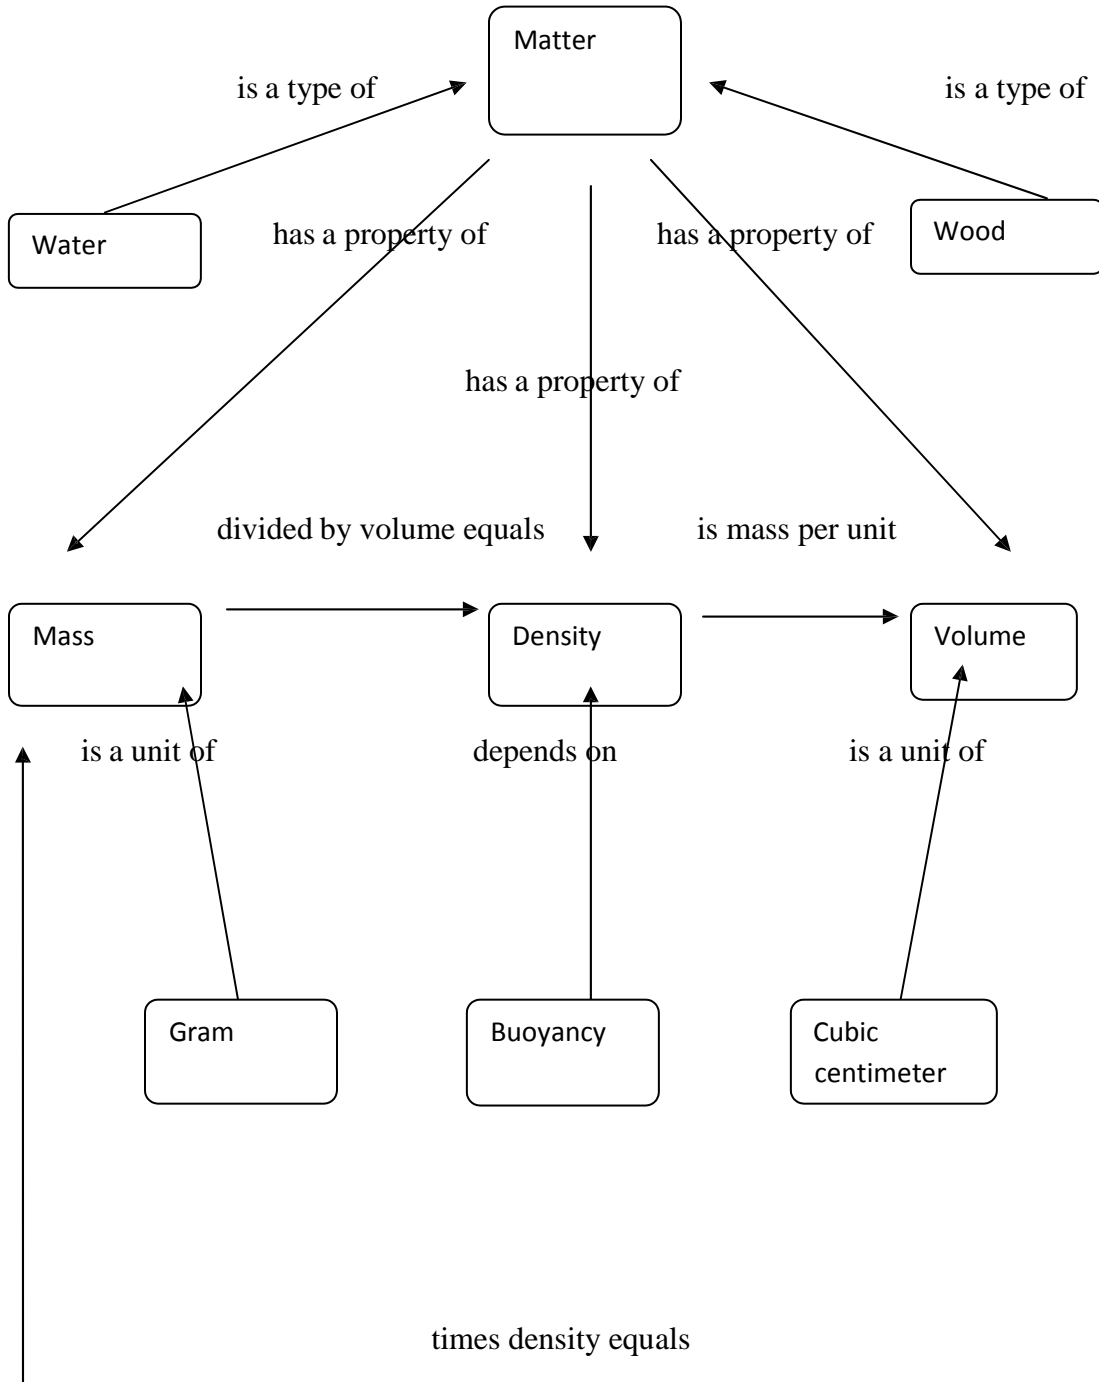 Matter
is a type of
is a type of
Water
has a property of
has a property of
Wood
has a property of
divided by volume equals
is mass per unit
Mass
Density
Volume
is a unit of
depends on
is a unit of
Gram
Buoyancy
Cubic
centimeter
times density equals